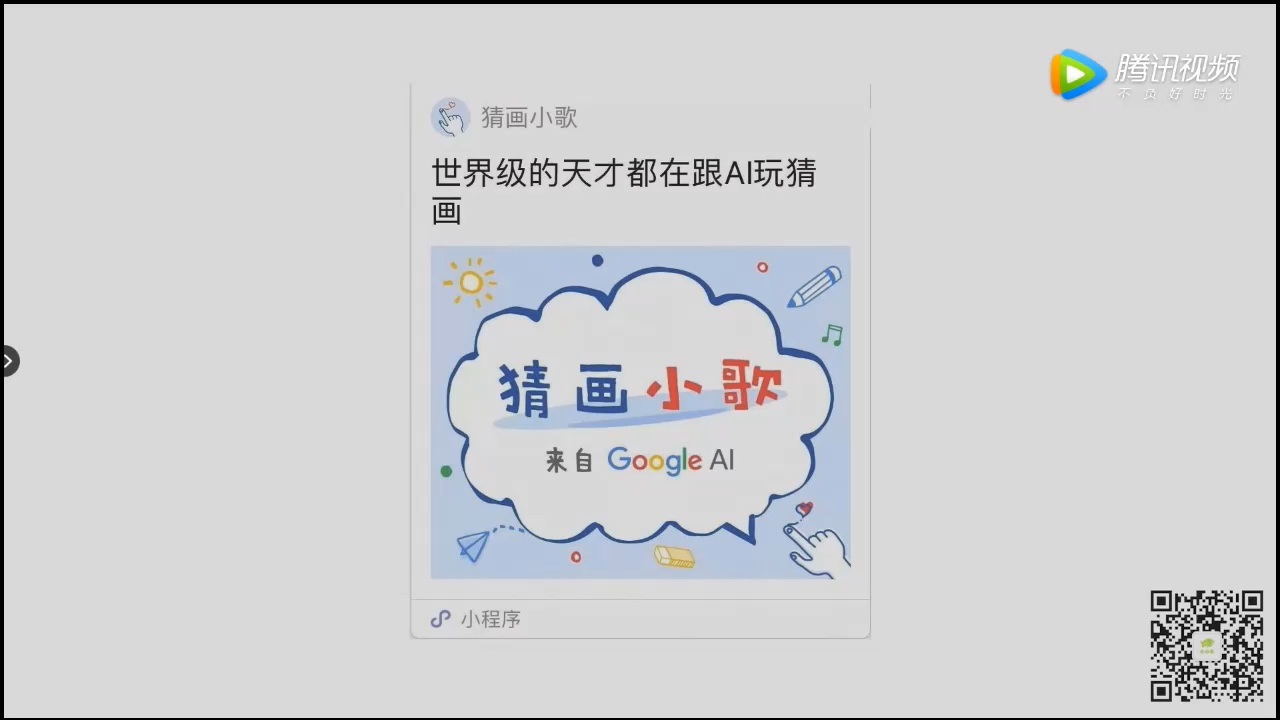 腾讯视频
不负好时光
猜画小歌
世界级的天才都在跟AI玩猜
画
猜画小歌
来自 Google AI
小程序